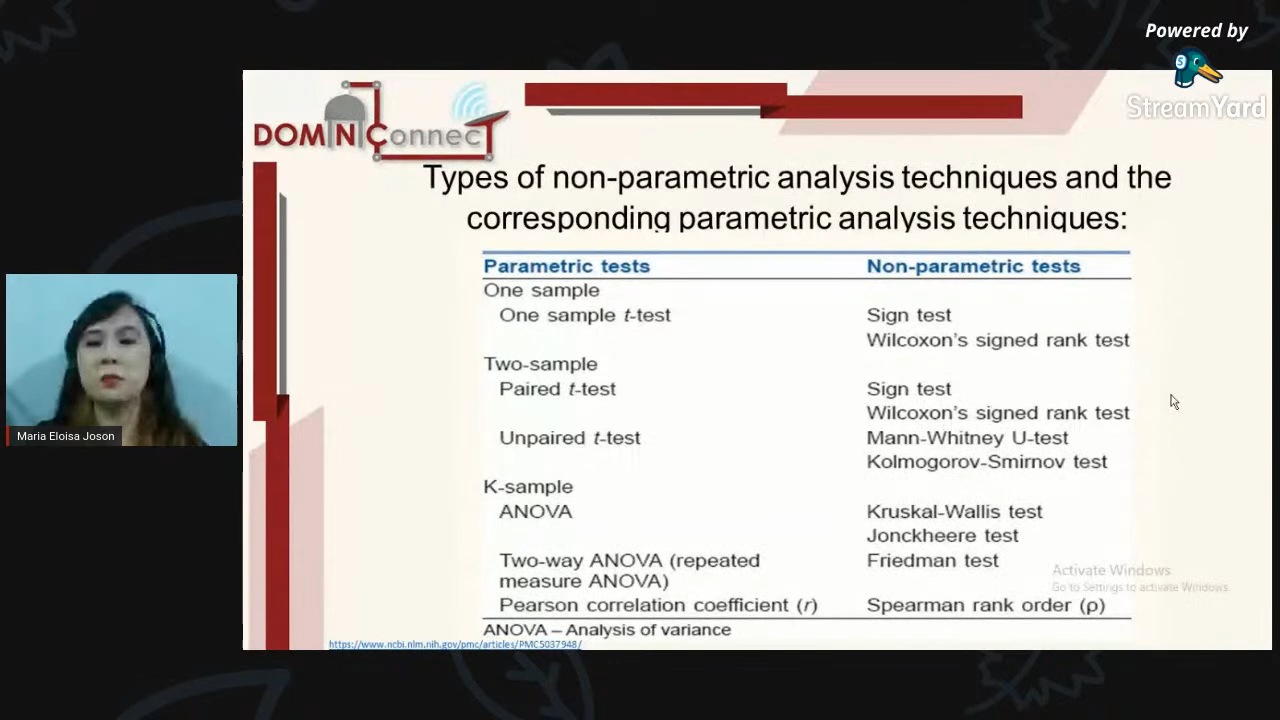 Powered by
StreamYard
DOMINIConnecT
Types of non-parametric analysis techniques and the
corresponding parametric analysis techniques:
Parametric tests Non-parametric tests
One sample
One sample t-test Sign test
Wilcoxon's signed rank test
Two-sample
Paired t-test Sign test
Wilcoxon's signed rank test
Unpaired t-test Mann-Whitney U-test
Kolmogorov-Smirnov test
K-sample
ANOVA Kruskal-Wallis test
Jonckheere test
Two-way ANOVA (repeated Friedman test
measure ANOVA)
Pearson correlation coefficient (r) Spearman rank order (ρ)
ANOVA – Analysis of variance
https://www.ncbi.nlm.nih.gov/pmc/articles/PMC5037948/
Activate Windows
Go to Settings to activate Windows.
Maria Eloisa Joson